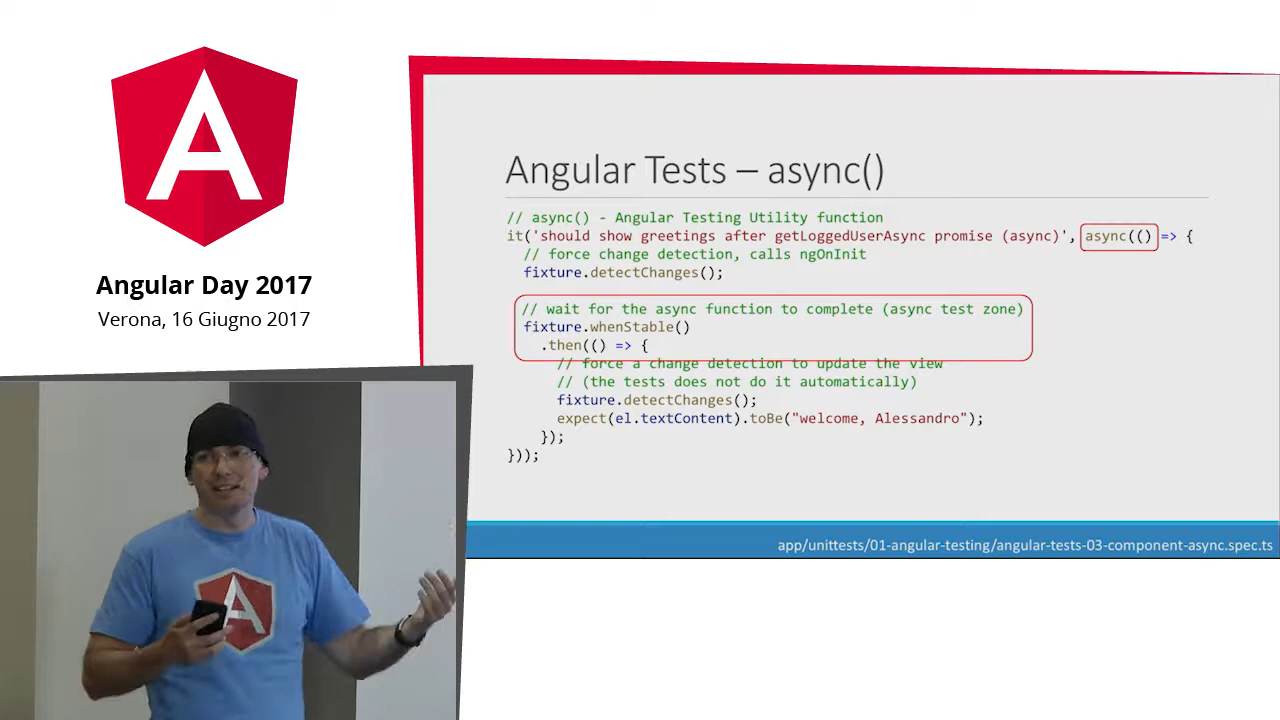 Angular Day 2017
Verona, 16 Giugno 2017
Angular Tests – async()
// async() - Angular Testing Utility function
it('should show greetings after getLoggedUserAsync promise (async)', async(() => {
// force change detection, calls ngOnInit
fixture.detectChanges();
// wait for the async function to complete (async test zone)
fixture.whenStable()
.then(() => {
// force a change detection to update the view
// (the tests does not do it automatically)
fixture.detectChanges();
expect(el.textContent).toBe("welcome, Alessandro");
});
}));
app/unittests/01-angular-testing/angular-tests-03-component-async.spec.ts